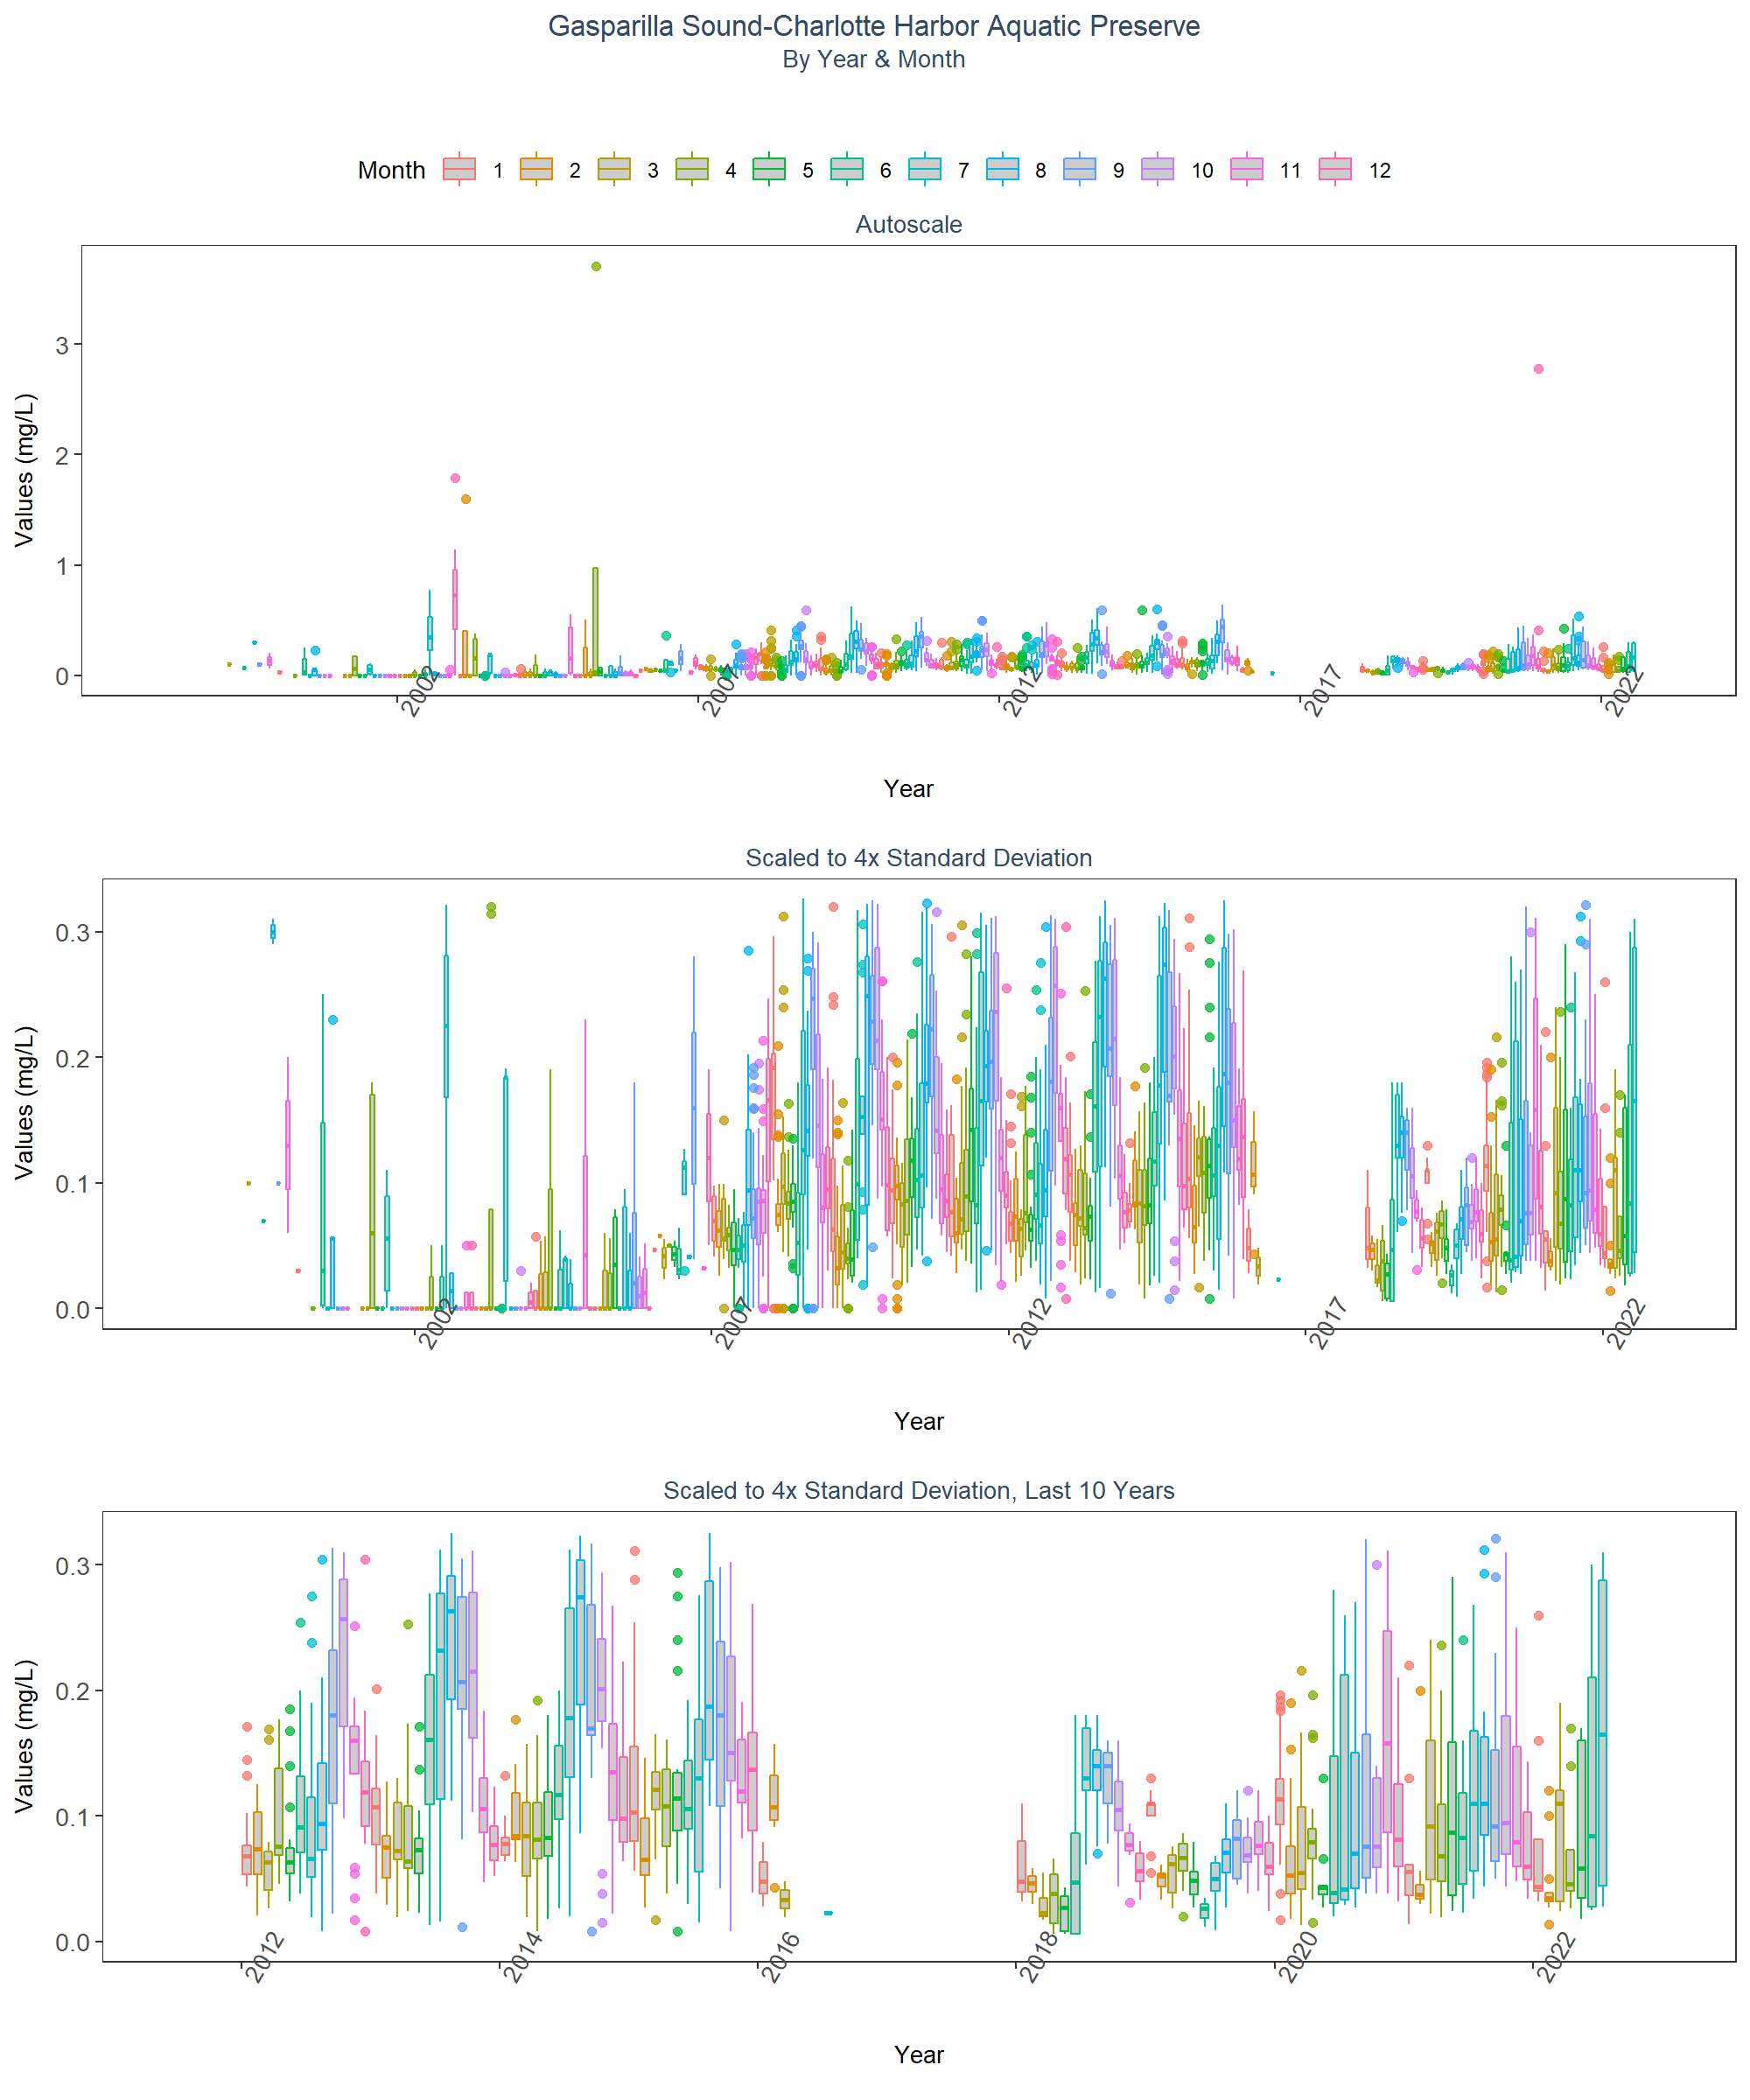 Gasparilla Sound-Charlotte Harbor Aquatic Preserve
By Year & Month
Month 1 2 3 4 5 6 7 8 9 10 11 12
Autoscale
Values (mg/L)
3
2
1
0
2002 2007 2012 2017 2022
Year
Scaled to 4x Standard Deviation
Values (mg/L)
0.3
0.2
0.1
0.0
2002 2007 2012 2017 2022
Year
Scaled to 4x Standard Deviation, Last 10 Years
Values (mg/L)
0.3
0.2
0.1
0.0
2012 2014 2016 2018 2020 2022
Year